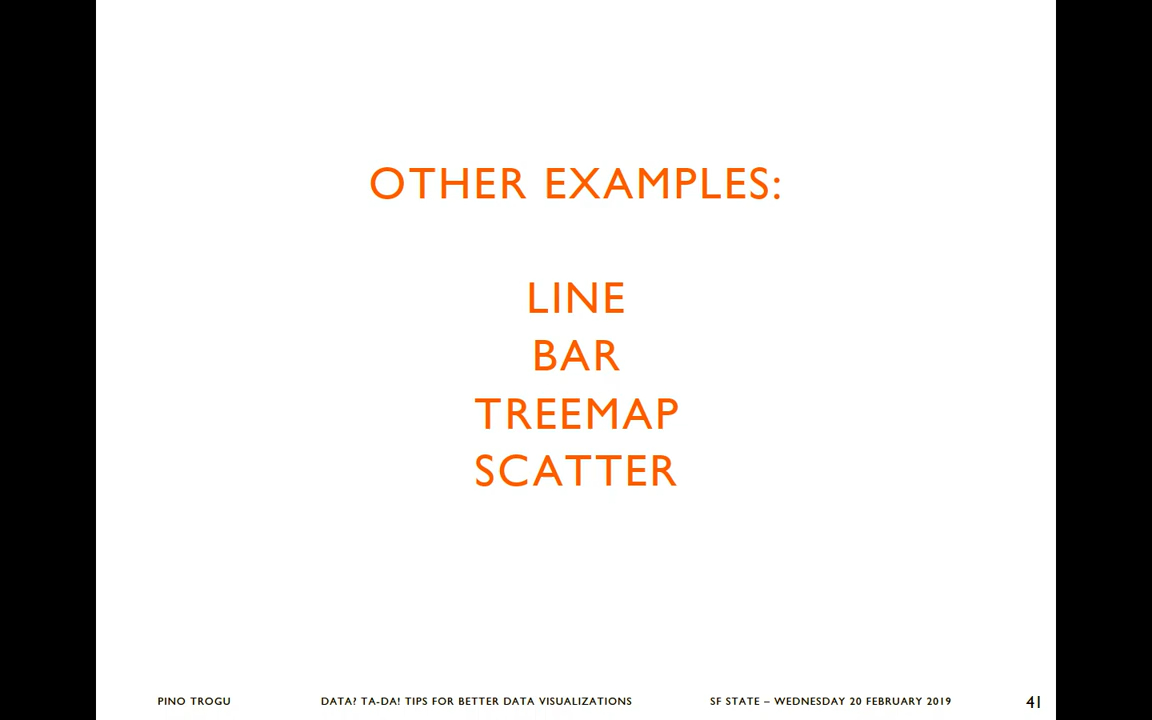 OTHER EXAMPLES:
LINE
BAR
TREEMAP
SCATTER
PINO TROGU DATA? TA-DA! TIPS FOR BETTER DATA VISUALIZATIONS SF STATE – WEDNESDAY 20 FEBRUARY 2019 41